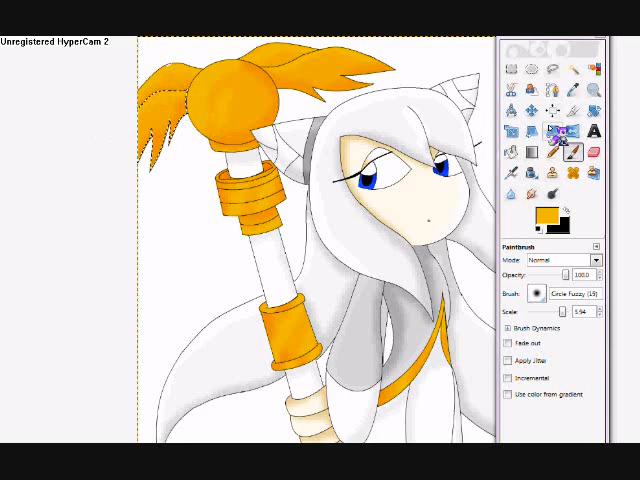 Unregistered HyperCam 2
A
Paintbrush
Mode: Normal
Opacity: 100.0
Brush: Circle Fuzzy (19)
Scale: 5.94
Brush Dynamics
Fade out
Apply Jitter
Incremental
Use color from gradient